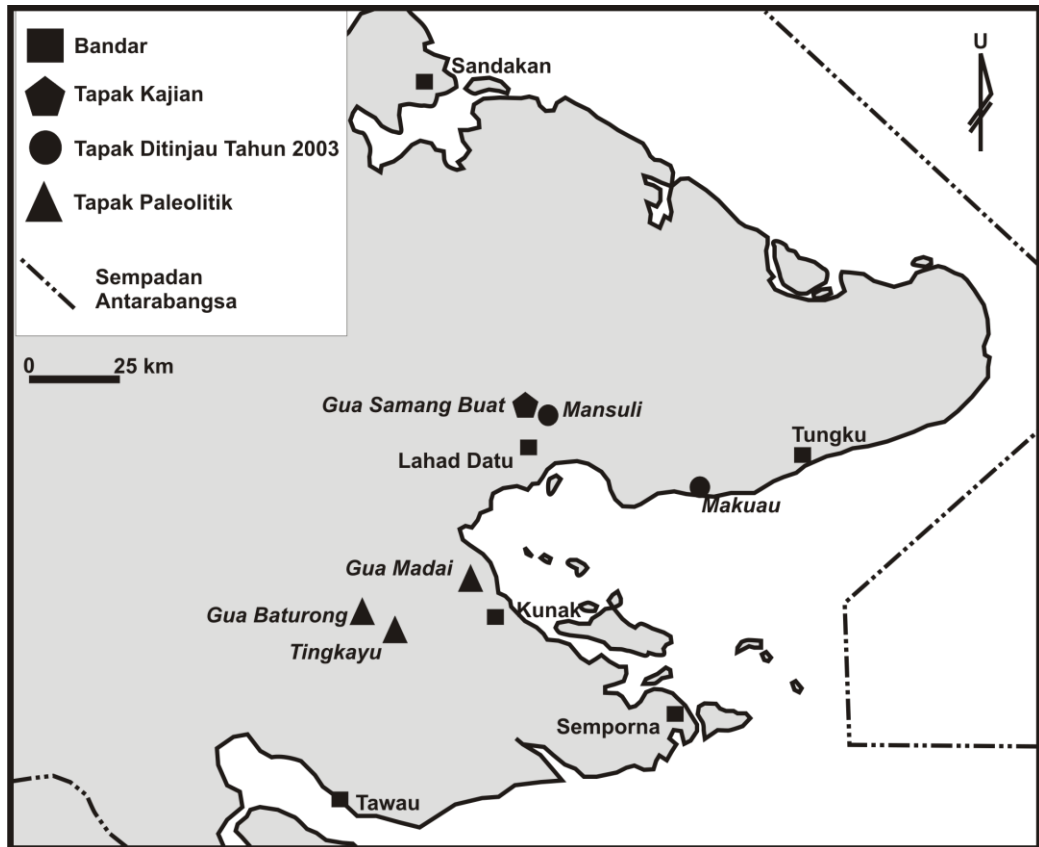 Bandar
Tapak Kajian
Tapak Ditinjau Tahun 2003
Tapak Paleolitik
Sempadan
Antarabangsa
0 25 km
U
Sandakan
Gua Samang Buat
Mansuli
Lahad Datu
Tungku
Makuau
Gua Madai
Gua Baturong
Kunak
Tingkayu
Semporna
Tawau